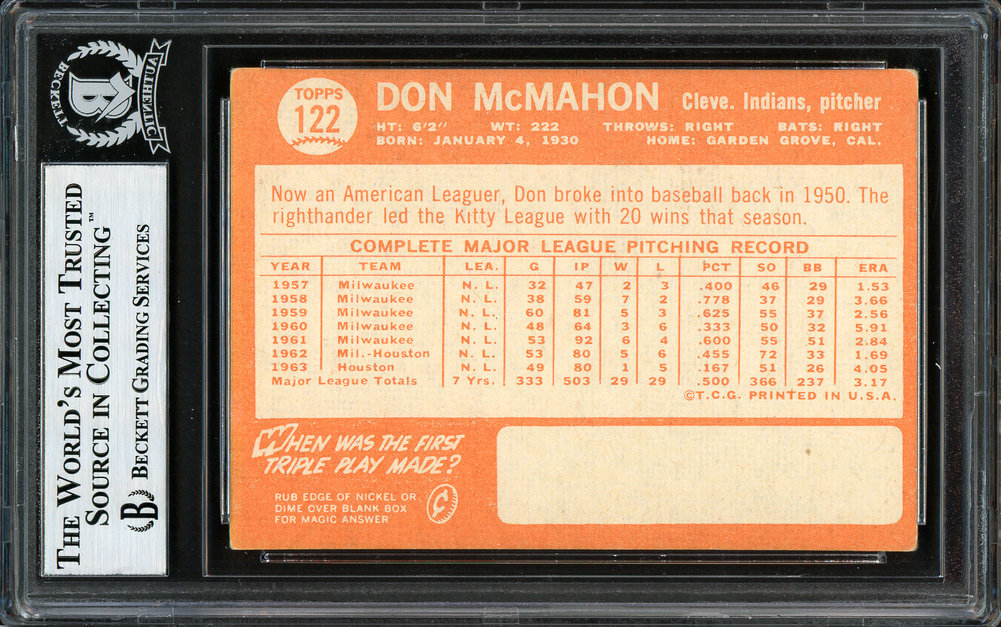 BECKETT
AUTHENTIC
B
THE WORLD'S MOST TRUSTED
SOURCE IN COLLECTING™
BECKETT GRADING SERVICES
B
TOPPS
122
DON McMAHON Cleve. Indians, pitcher
HT: 6'2" WT: 222 THROWS: RIGHT BATS: RIGHT
BORN: JANUARY 4, 1930 HOME: GARDEN GROVE, CAL.
Now an American Leaguer, Don broke into baseball back in 1950. The
righthander led the Kitty League with 20 wins that season.
COMPLETE MAJOR LEAGUE PITCHING RECORD
YEAR TEAM LEA. G IP W L PCT SO BB ERA
1957 Milwaukee N. L. 32 47 2 3 .400 46 29 1.53
1958 Milwaukee N. L. 38 59 7 2 .778 37 29 3.66
1959 Milwaukee N. L. 60 81 5 3 .625 55 37 2.56
1960 Milwaukee N. L. 48 64 3 6 .333 50 32 5.91
1961 Milwaukee N. L. 53 92 6 4 .600 55 51 2.84
1962 Mil.-Houston N. L. 53 80 5 6 .455 72 33 1.69
1963 Houston N. L. 49 80 1 5 .167 51 26 4.05
Major League Totals 7 Yrs. 333 503 29 29 .500 366 237 3.17
©T.C.G. PRINTED IN U.S.A.
WHEN WAS THE FIRST
TRIPLE PLAY MADE?
RUB EDGE OF NICKEL OR
DIME OVER BLANK BOX
FOR MAGIC ANSWER
¢